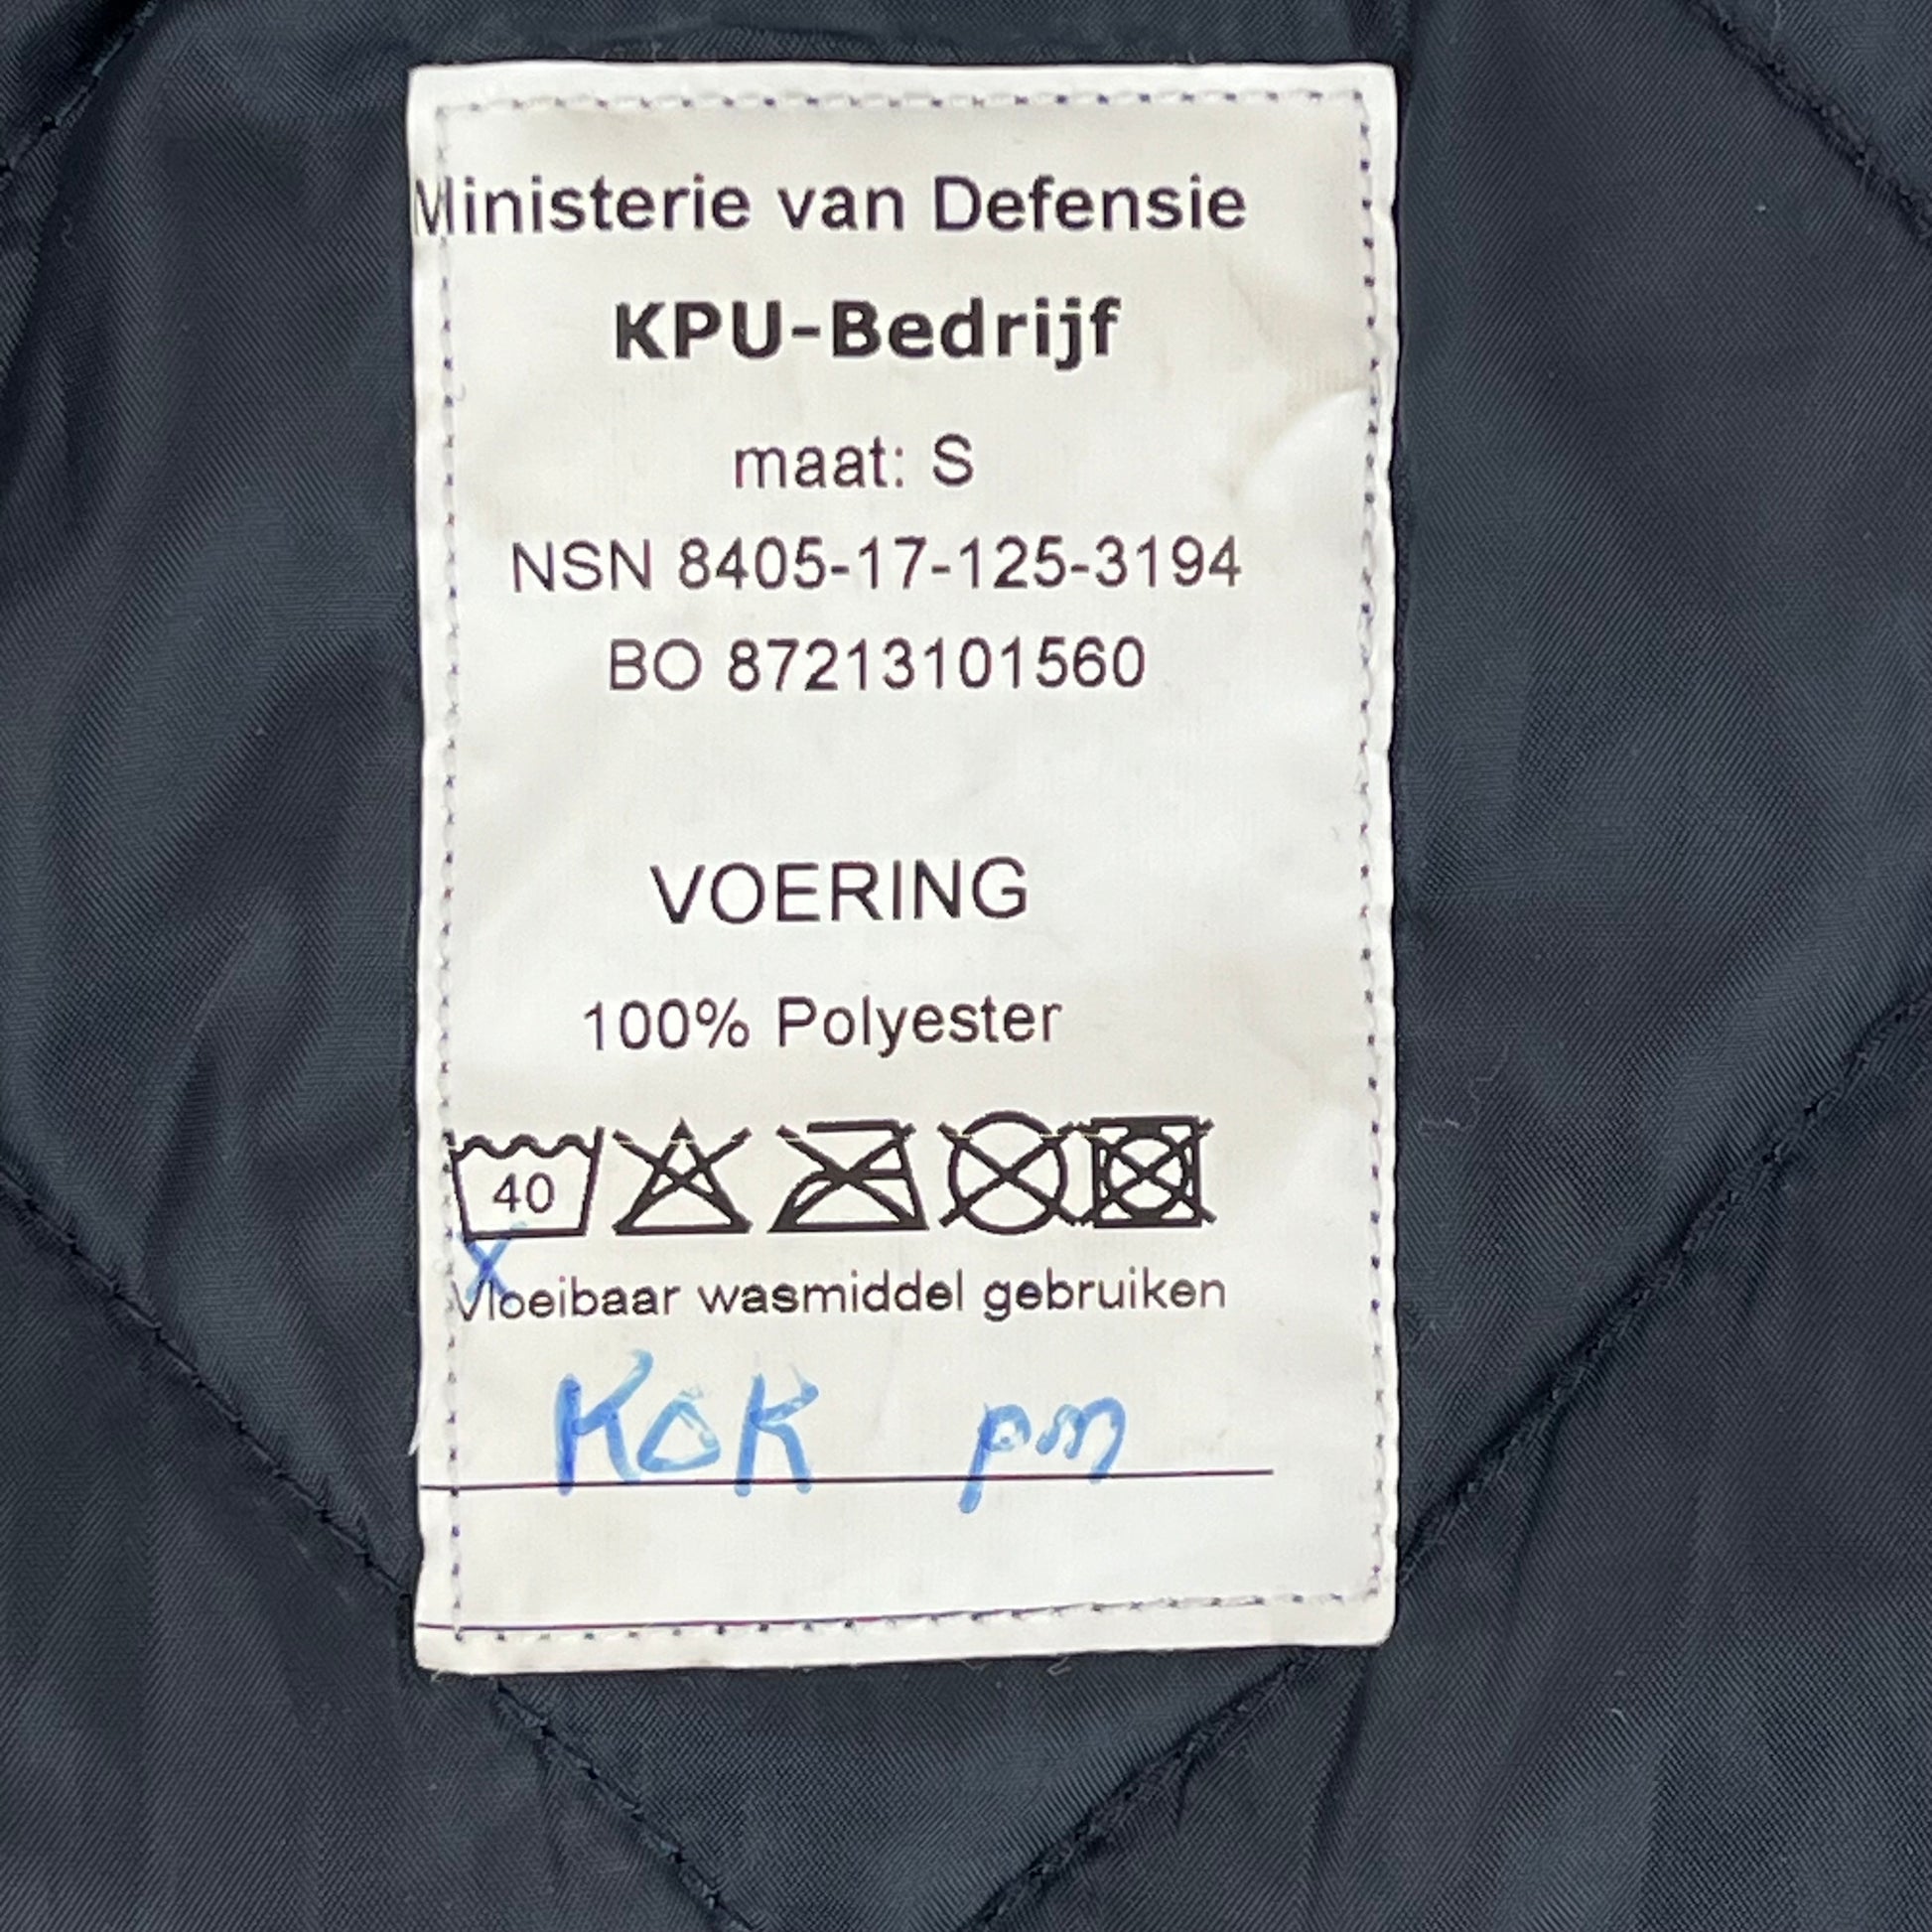 Ministerie van Defensie
KPU-Bedrijf
maat: S
NSN 8405-17-125-3194
BO 87213101560
VOERING
100% Polyester
40
X
Vloeibaar wasmiddel gebruiken
KOK pm